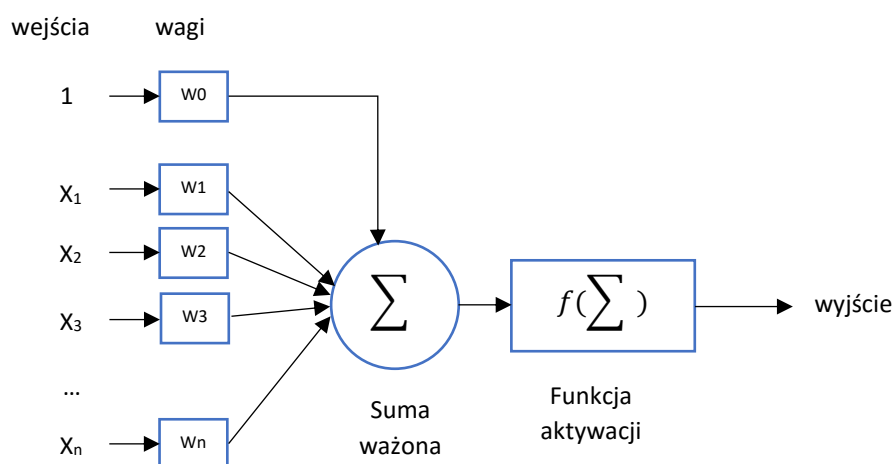 wejścia wagi
1 W0
X₁ W1
X₂ W2
X₃ W3
∑ f(∑ ) wyjście
...
Xₙ Wn
Suma
ważona
Funkcja
aktywacji